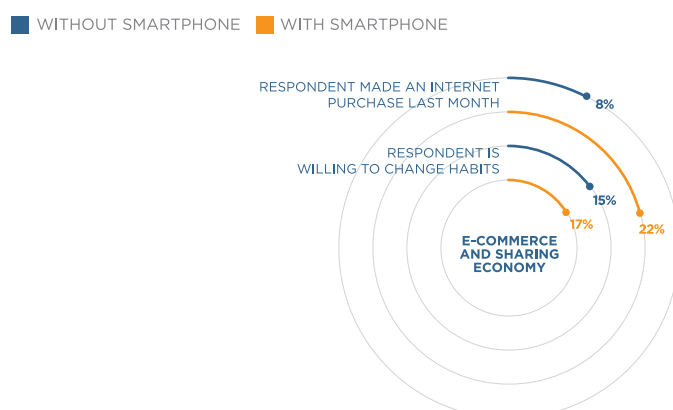 WITHOUT SMARTPHONE
WITH SMARTPHONE
RESPONDENT MADE AN INTERNET
PURCHASE LAST MONTH
8%
RESPONDENT IS
WILLING TO CHANGE HABITS
15%
17%
22%
E-COMMERCE
AND SHARING
ECONOMY